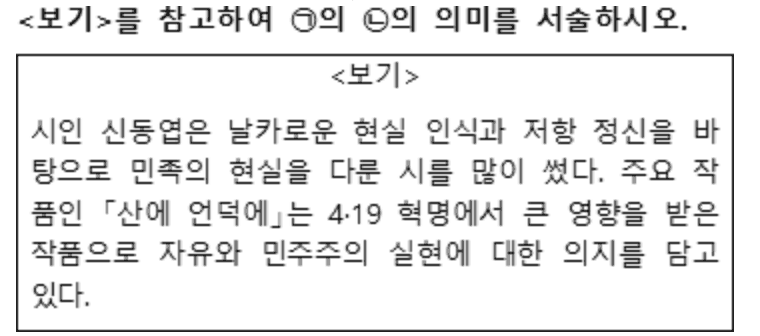 <보기>를 참고하여 ㉠의 ㉡의 의미를 서술하시오.
<보기>
시인 신동엽은 날카로운 현실 인식과 저항 정신을 바
탕으로 민족의 현실을 다룬 시를 많이 썼다. 주요 작
품인 「산에 언덕에」는 4·19 혁명에서 큰 영향을 받은
작품으로 자유와 민주주의 실현에 대한 의지를 담고
있다.